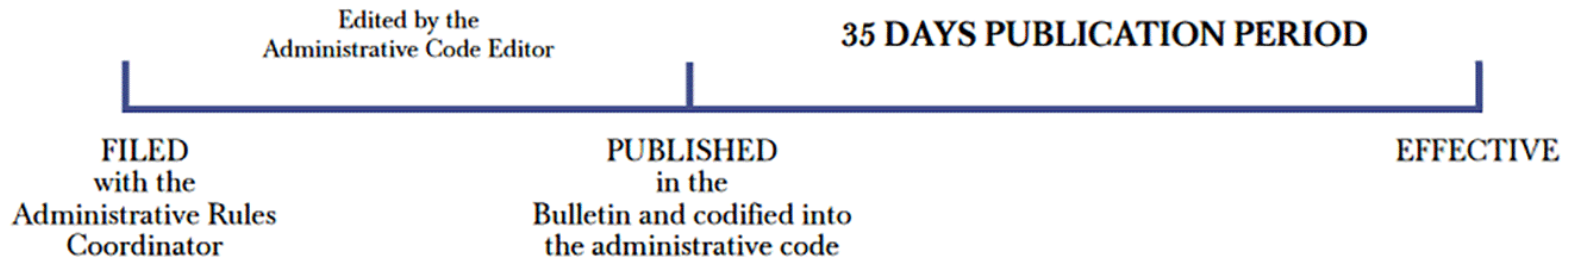 Edited by the
Administrative Code Editor
35 DAYS PUBLICATION PERIOD
FILED
with the
Administrative Rules
Coordinator
PUBLISHED
in the
Bulletin and codified into
the administrative code
EFFECTIVE